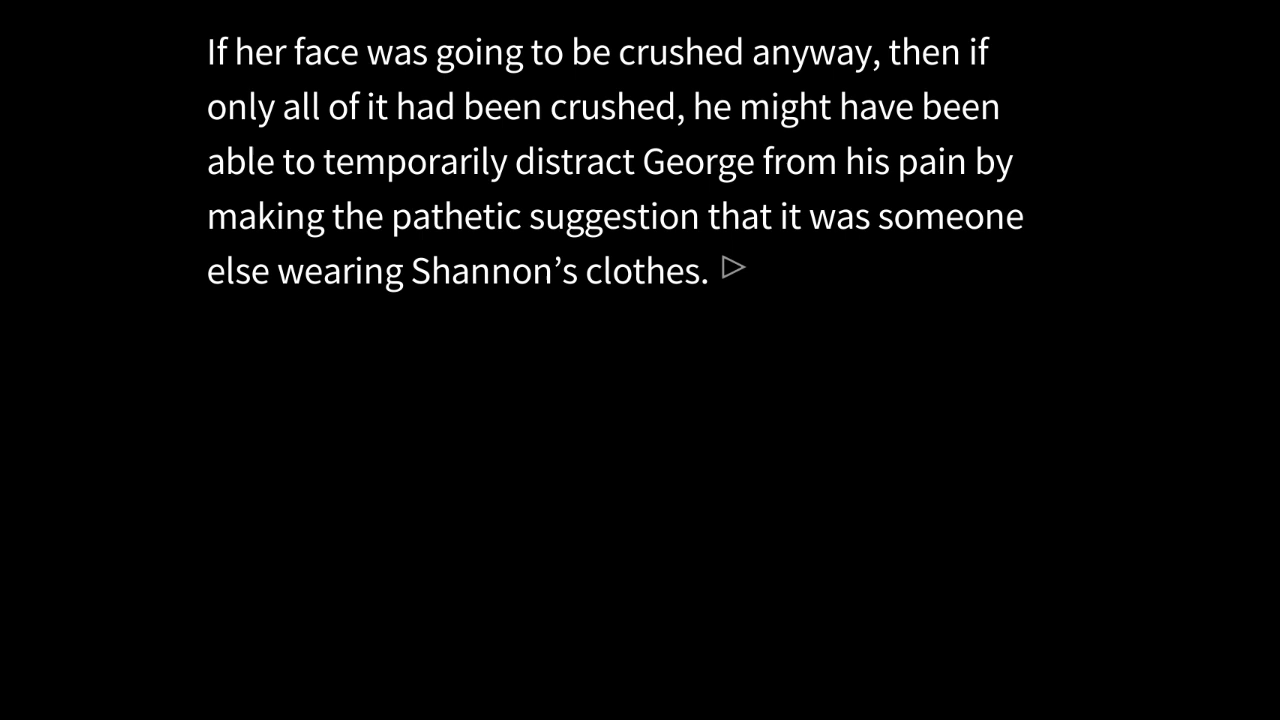 If her face was going to be crushed anyway, then if
only all of it had been crushed, he might have been
able to temporarily distract George from his pain by
making the pathetic suggestion that it was someone
else wearing Shannon’s clothes.